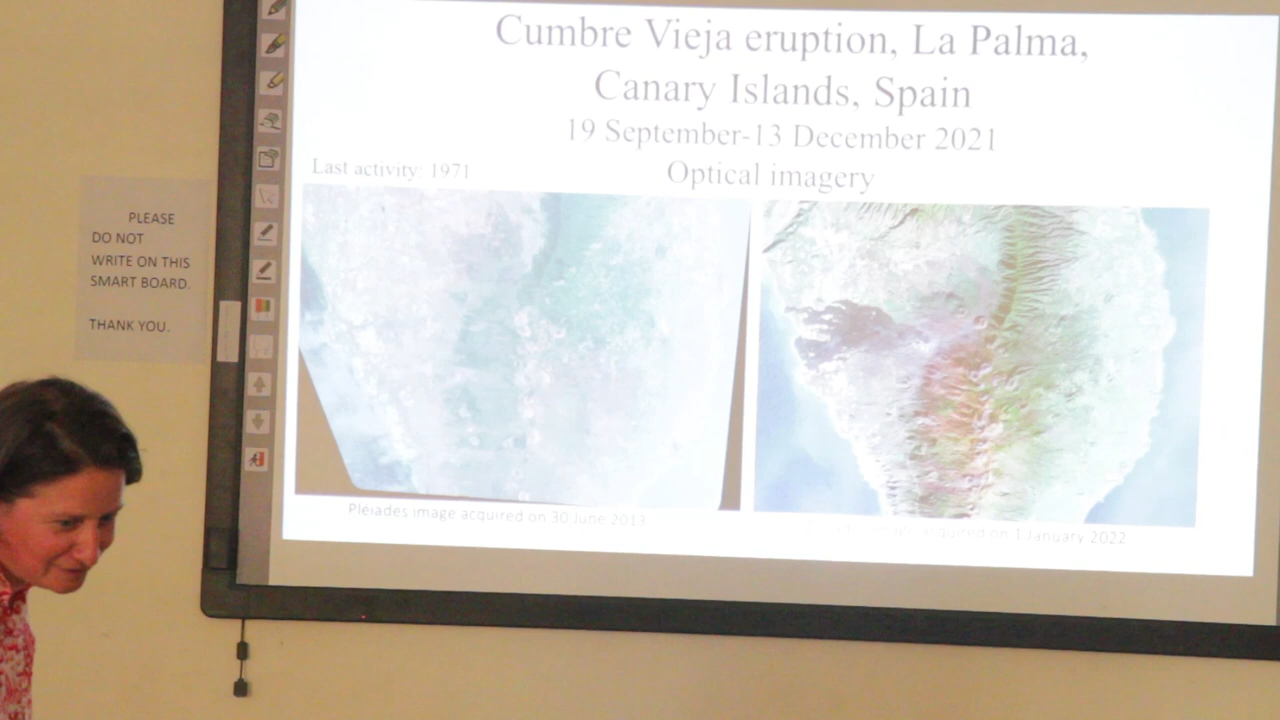 Cumbre Vieja eruption, La Palma,
Canary Islands, Spain
19 September-13 December 2021
Last activity: 1971
Optical imagery
PLEASE
DO NOT
WRITE ON THIS
SMART BOARD.
THANK YOU.
Pléiades image acquired on 30 June 2013
image acquired on 1 January 2022